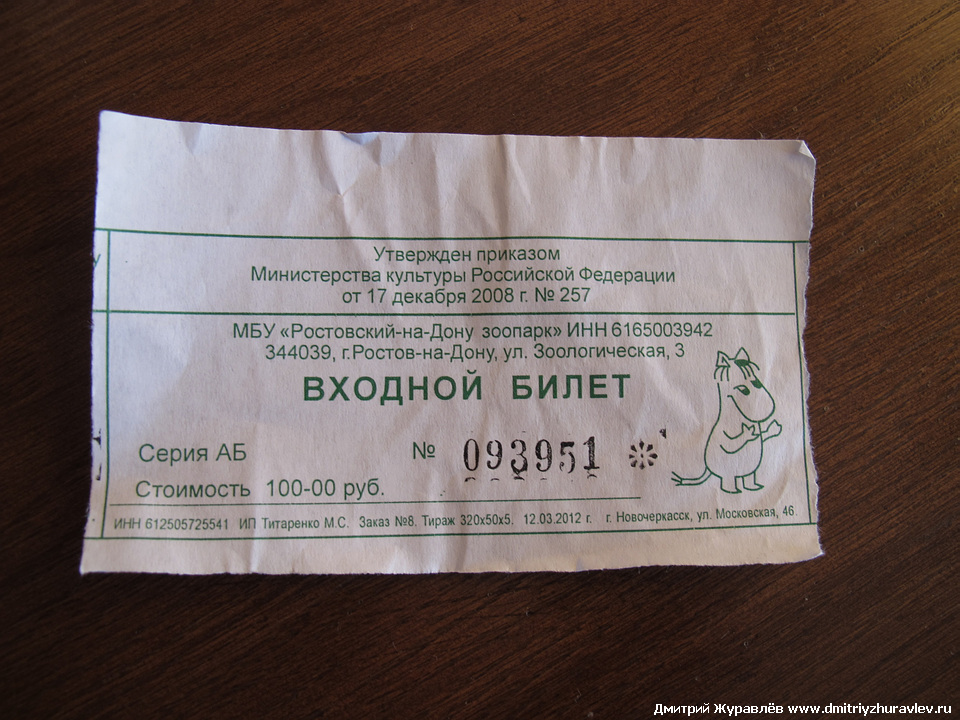 Утвержден приказом
Министерства культуры Российской Федерации
от 17 декабря 2008 г. № 257
МБУ «Ростовский-на-Дону зоопарк» ИНН 6165003942
344039, г.Ростов-на-Дону, ул. Зоологическая, 3
ВХОДНОЙ БИЛЕТ
Серия АБ № 093951
Стоимость 100-00 руб.
ИНН 612505725541 ИП Титаренко М.С. Заказ №8. Тираж 320х50х5. 12.03.2012 г. г. Новочеркасск, ул. Московская, 46.
Дмитрий Журавлёв www.dmitriyzhuravlev.ru